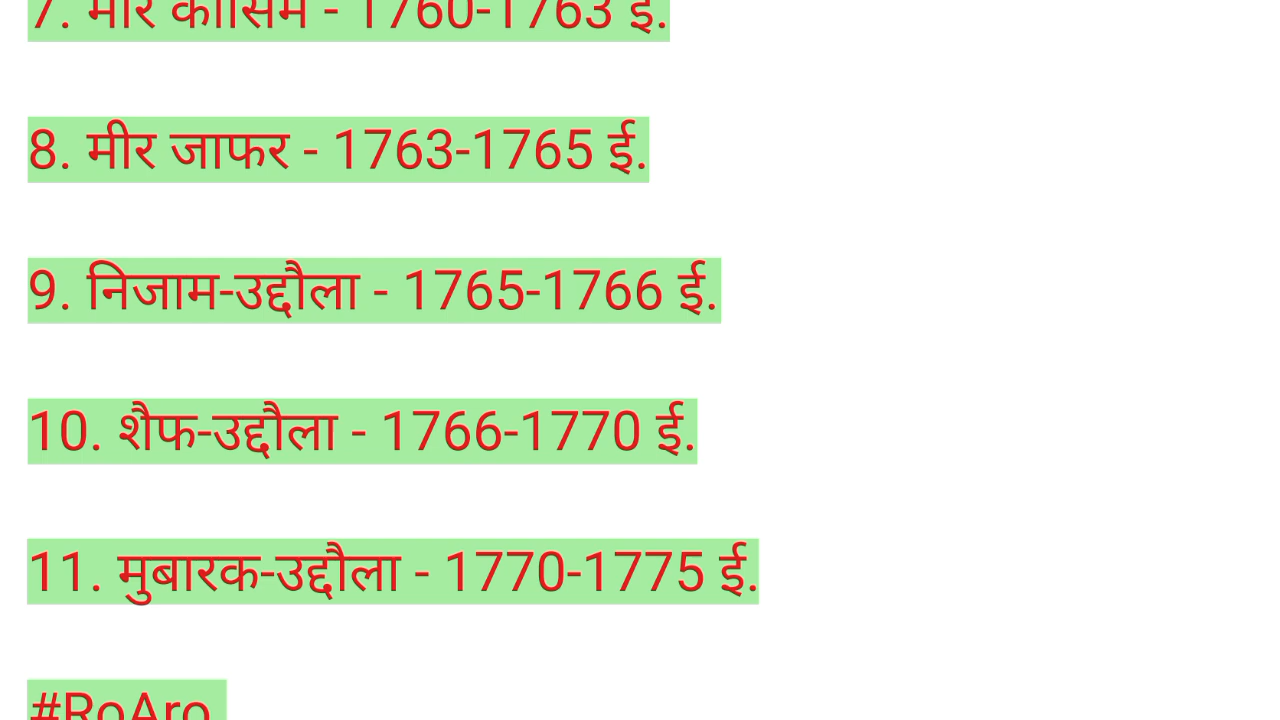 7. मीर कासिम - 1760-1763 ई.
8. मीर जाफर - 1763-1765 ई.
9. निजाम-उद्दौला - 1765-1766 ई.
10. शैफ-उद्दौला - 1766-1770 ई.
11. मुबारक-उद्दौला - 1770-1775 ई.
#RoAro